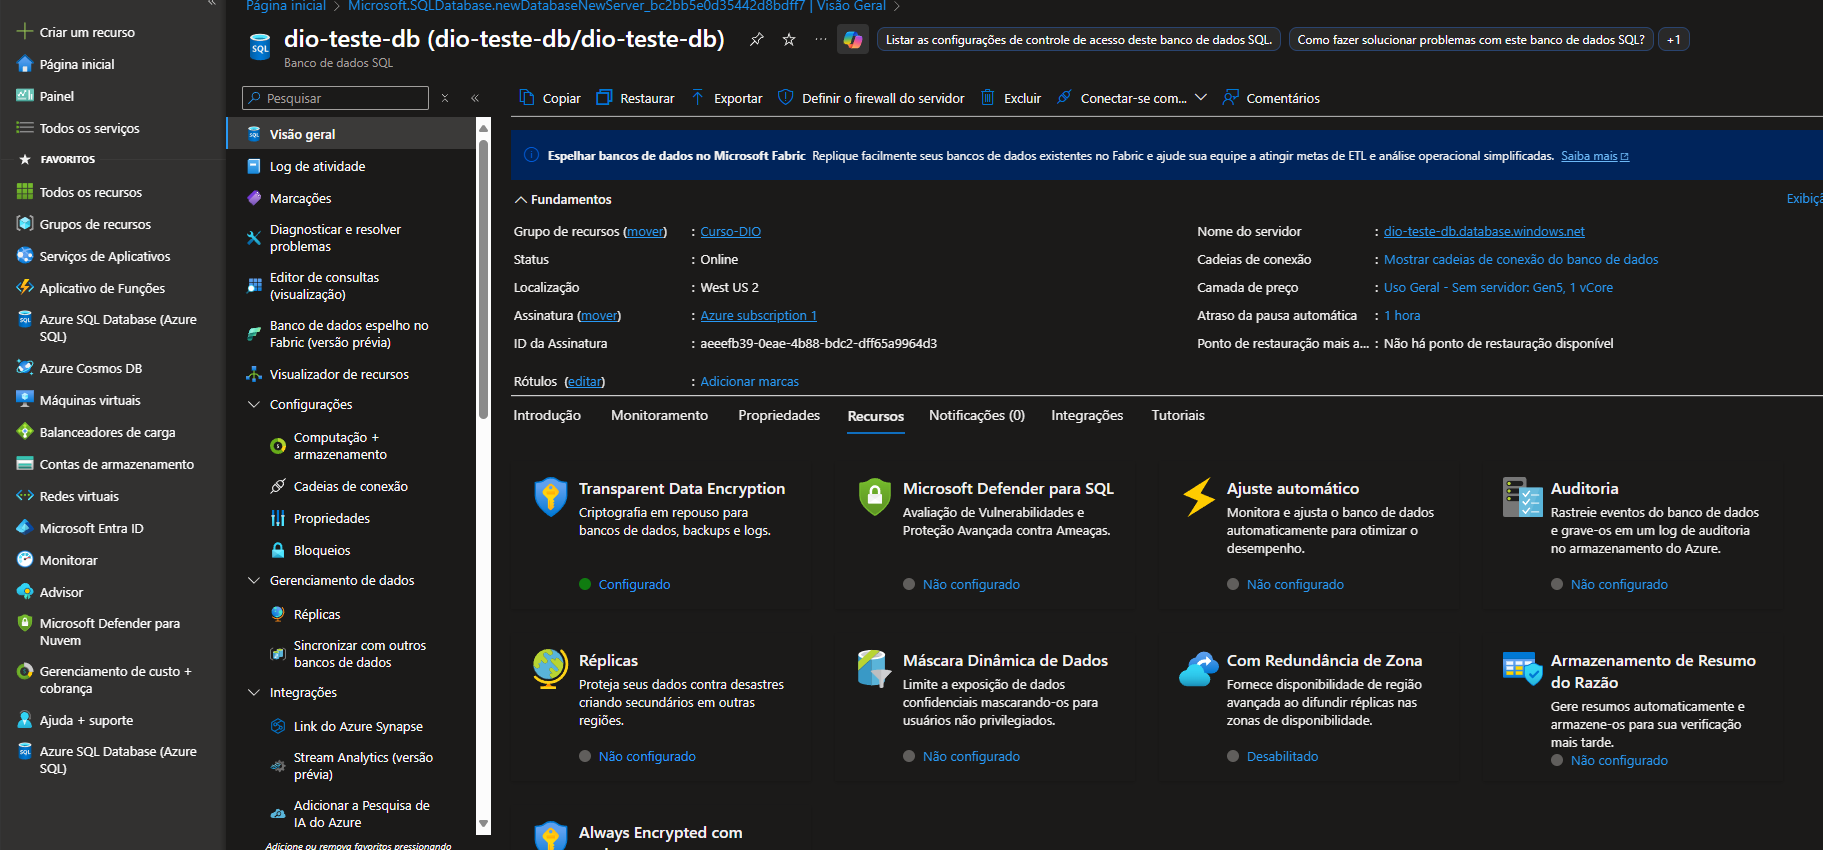 Página inicial > Microsoft.SQLDatabase.newDatabaseNewServer_bc2bb5e0d35442d8bdff7 | Visão Geral >
Criar um recurso
Página inicial
Painel
Todos os serviços
FAVORITOS
Todos os recursos
Grupos de recursos
Serviços de Aplicativos
Aplicativo de Funções
Azure SQL Database (Azure
SQL)
Azure Cosmos DB
Máquinas virtuais
Balanceadores de carga
Contas de armazenamento
Redes virtuais
Microsoft Entra ID
Monitorar
Advisor
Microsoft Defender para
Nuvem
Gerenciamento de custo +
cobrança
Ajuda + suporte
Azure SQL Database (Azure
SQL)
dio-teste-db (dio-teste-db/dio-teste-db)
Banco de dados SQL
Listar as configurações de controle de acesso deste banco de dados SQL.
Como fazer solucionar problemas com este banco de dados SQL?
+1
Pesquisar
Visão geral
Log de atividade
Marcações
Diagnosticar e resolver
problemas
Editor de consultas
(visualização)
Banco de dados espelho no
Fabric (versão prévia)
Visualizador de recursos
Configurações
Computação +
armazenamento
Cadeias de conexão
Propriedades
Bloqueios
Gerenciamento de dados
Réplicas
Sincronizar com outros
bancos de dados
Integrações
Link do Azure Synapse
Stream Analytics (versão
prévia)
Adicionar a Pesquisa de
IA do Azure
Adicione ou remova favoritos pressionando
Copiar
Restaurar
Exportar
Definir o firewall do servidor
Excluir
Conectar-se com...
Comentários
Espelhar bancos de dados no Microsoft Fabric Replique facilmente seus bancos de dados existentes no Fabric e ajude sua equipe a atingir metas de ETL e análise operacional simplificadas. Saiba mais
Fundamentos
Exibiçã
Grupo de recursos (mover) : Curso-DIO
Status : Online
Localização : West US 2
Assinatura (mover) : Azure subscription 1
ID da Assinatura : aeeefb39-0eae-4b88-bdc2-dff65a9964d3
Rótulos (editar) : Adicionar marcas
Nome do servidor : dio-teste-db.database.windows.net
Cadeias de conexão : Mostrar cadeias de conexão do banco de dados
Camada de preço : Uso Geral - Sem servidor: Gen5, 1 vCore
Atraso da pausa automática : 1 hora
Ponto de restauração mais a... : Não há ponto de restauração disponível
Introdução
Monitoramento
Propriedades
Recursos
Notificações (0)
Integrações
Tutoriais
Transparent Data Encryption
Criptografia em repouso para
bancos de dados, backups e logs.
Configurado
Microsoft Defender para SQL
Avaliação de Vulnerabilidades e
Proteção Avançada contra Ameaças.
Não configurado
Ajuste automático
Monitora e ajusta o banco de dados
automaticamente para otimizar o
desempenho.
Não configurado
Auditoria
Rastreie eventos do banco de dados
e grave-os em um log de auditoria
no armazenamento do Azure.
Não configurado
Réplicas
Proteja seus dados contra desastres
criando secundários em outras
regiões.
Não configurado
Máscara Dinâmica de Dados
Limite a exposição de dados
confidenciais mascarando-os para
usuários não privilegiados.
Não configurado
Com Redundância de Zona
Fornece disponibilidade de região
avançada ao difundir réplicas nas
zonas de disponibilidade.
Desabilitado
Armazenamento de Resumo
do Razão
Gere resumos automaticamente e
armazene-os para sua verificação
mais tarde.
Não configurado
Always Encrypted com